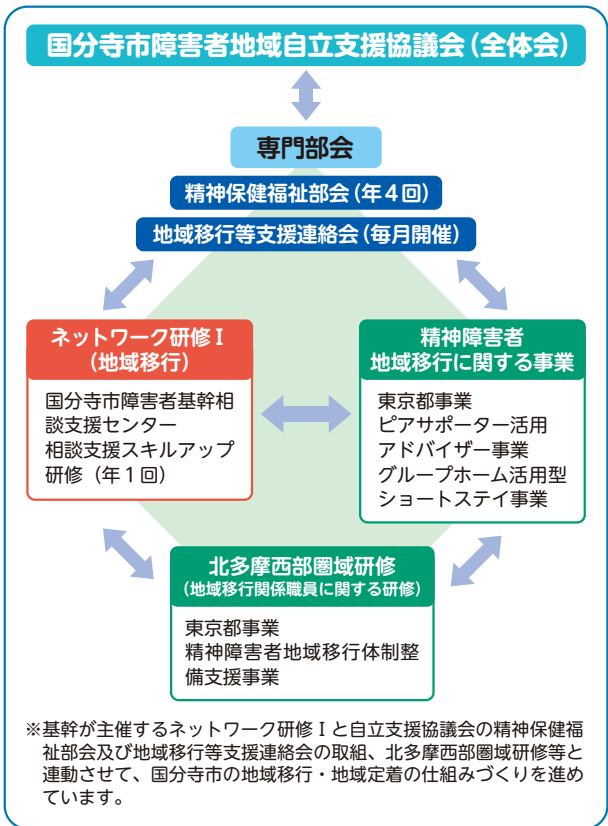 国分寺市障害者地域自立支援協議会(全体会)
専門部会
精神保健福祉部会(年4回)
地域移行等支援連絡会(毎月開催)
ネットワーク研修Ⅰ
(地域移行)
国分寺市障害者基幹相
談支援センター
相談支援スキルアップ
研修(年1回)
精神障害者
地域移行に関する事業
東京都事業
ピアサポーター活用
アドバイザー事業
グループホーム活用型
ショートステイ事業
北多摩西部圏域研修
(地域移行関係職員に関する研修)
東京都事業
精神障害者地域移行体制整
備支援事業
※基幹が主催するネットワーク研修Ⅰと自立支援協議会の精神保健福
祉部会及び地域移行等支援連絡会の取組、北多摩西部圏域研修等と
連動させて、国分寺市の地域移行・地域定着の仕組みづくりを進め
ています。